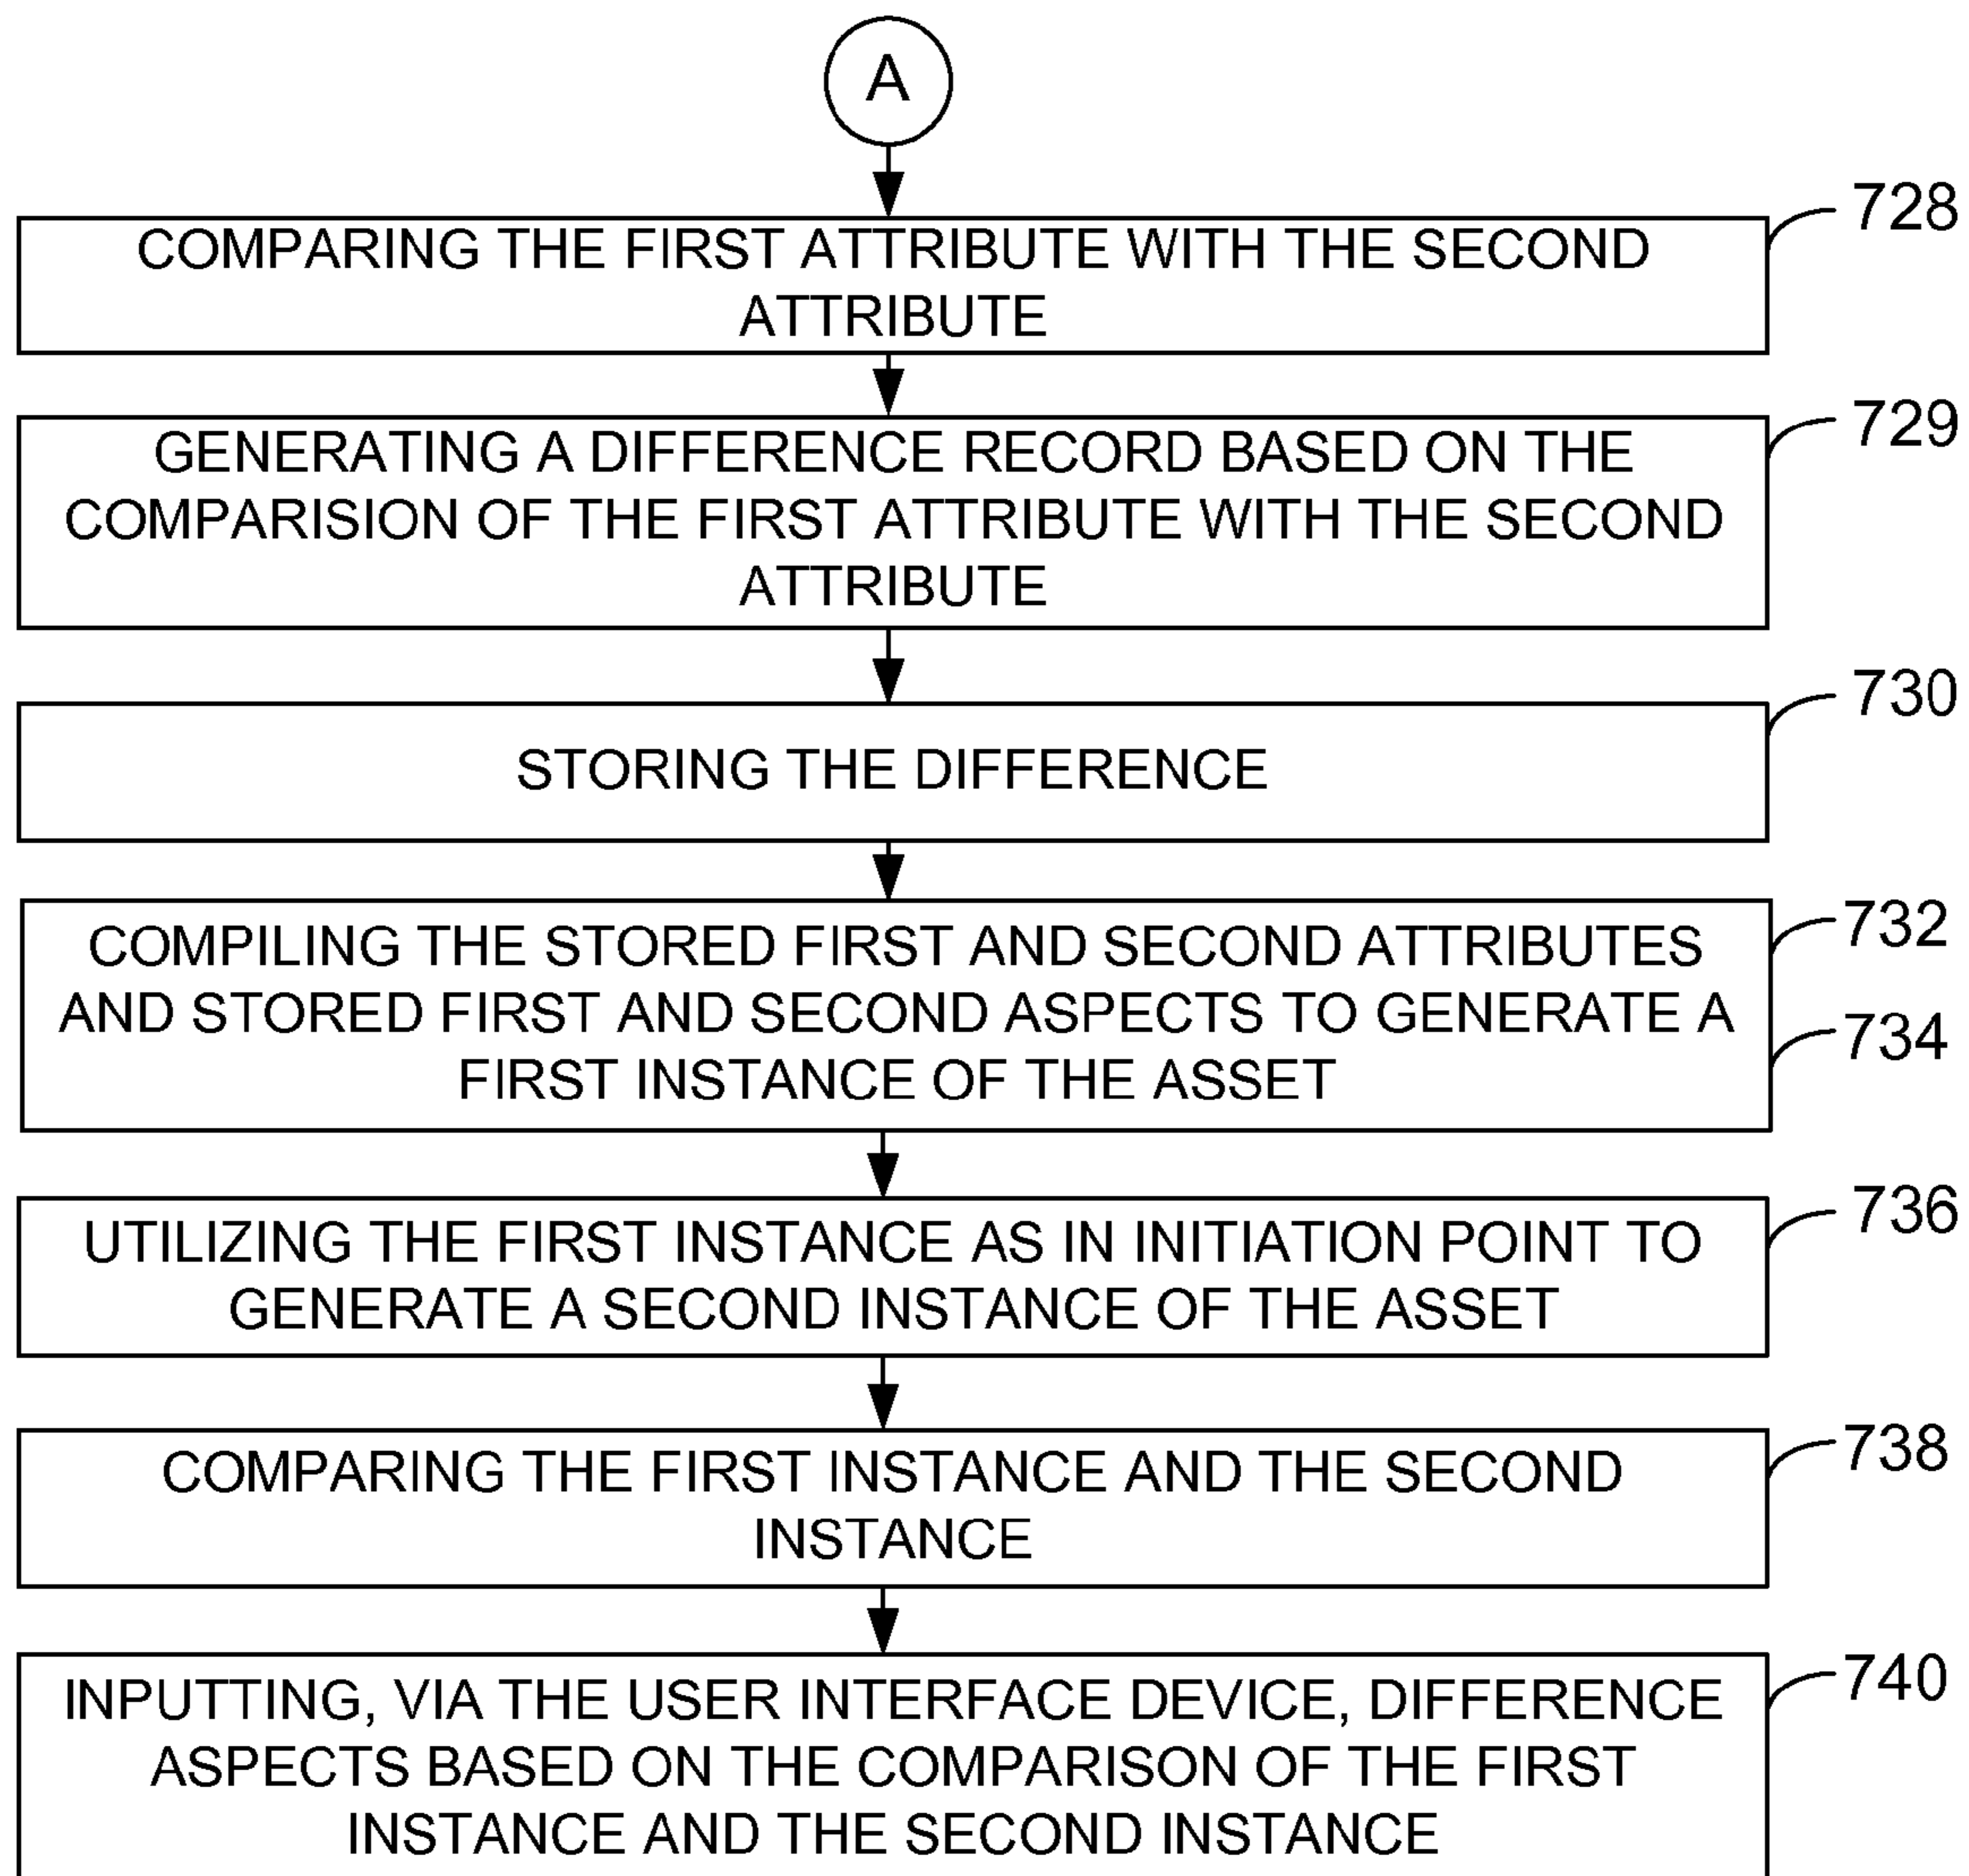 A
728
COMPARING THE FIRST ATTRIBUTE WITH THE SECOND
ATTRIBUTE
729
GENERATING A DIFFERENCE RECORD BASED ON THE
COMPARISION OF THE FIRST ATTRIBUTE WITH THE SECOND
ATTRIBUTE
730
STORING THE DIFFERENCE
732
COMPILING THE STORED FIRST AND SECOND ATTRIBUTES
AND STORED FIRST AND SECOND ASPECTS TO GENERATE A
734
FIRST INSTANCE OF THE ASSET
736
UTILIZING THE FIRST INSTANCE AS IN INITIATION POINT TO
GENERATE A SECOND INSTANCE OF THE ASSET
738
COMPARING THE FIRST INSTANCE AND THE SECOND
INSTANCE
740
INPUTTING, VIA THE USER INTERFACE DEVICE, DIFFERENCE
ASPECTS BASED ON THE COMPARISON OF THE FIRST
INSTANCE AND THE SECOND INSTANCE